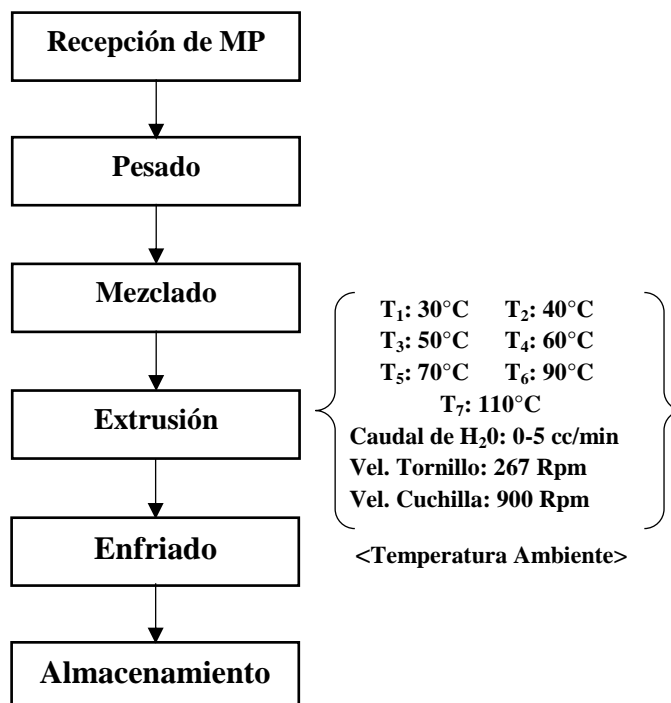 Recepción de MP
Pesado
Mezclado
T₁: 30°C T₂: 40°C
T₃: 50°C T₄: 60°C
T₅: 70°C T₆: 90°C
T₇: 110°C
Extrusión
Caudal de H₂0: 0-5 cc/min
Vel. Tornillo: 267 Rpm
Vel. Cuchilla: 900 Rpm
Enfriado
<Temperatura Ambiente>
Almacenamiento